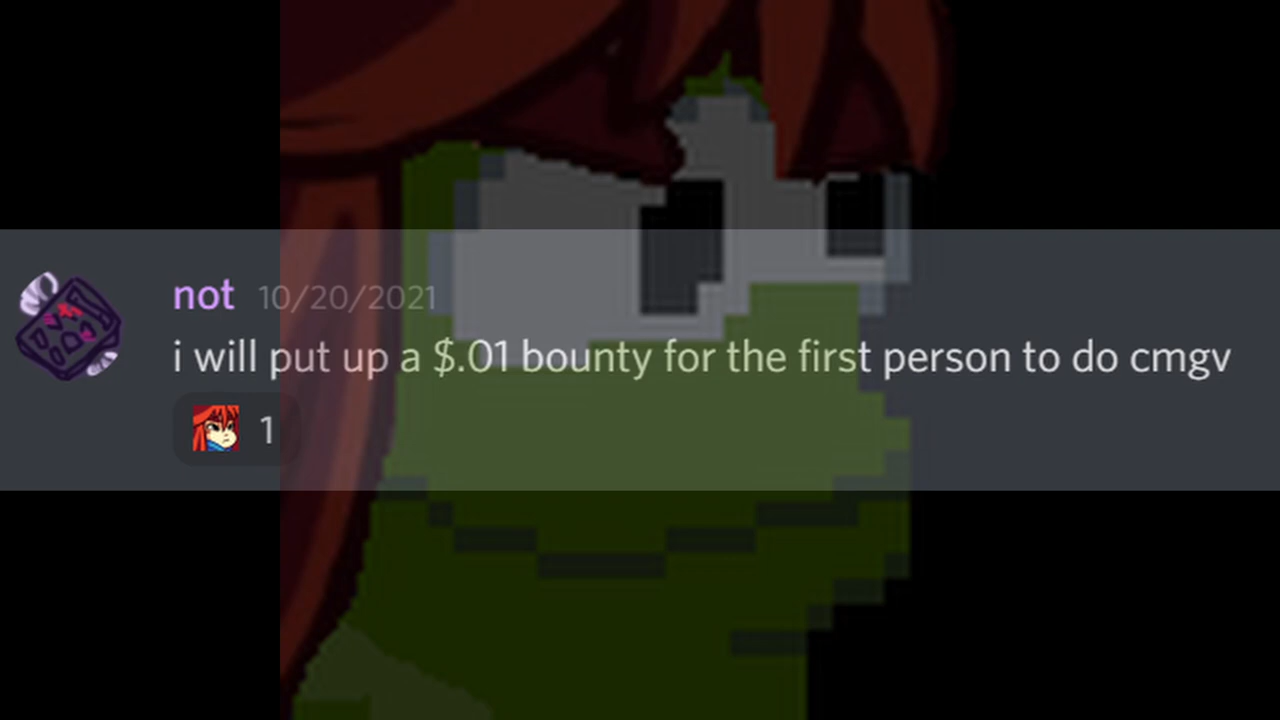 not 10/20/2021
i will put up a $.01 bounty for the first person to do cmgv
1